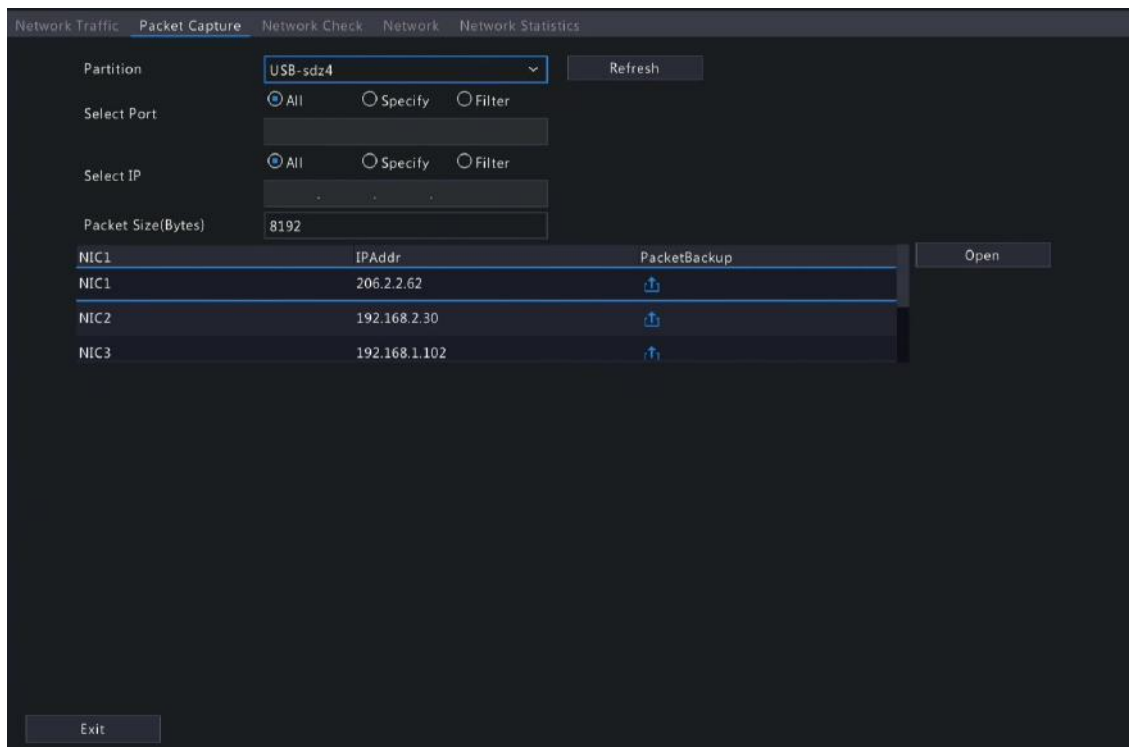 Network Traffic Packet Capture Network Check Network Network Statistics
Partition USB-sdz4 Refresh
All Specify Filter
Select Port
All Specify Filter
Select IP
. . .
Packet Size(Bytes) 8192
NIC1 IPAddr PacketBackup Open
NIC1 206.2.2.62
NIC2 192.168.2.30
NIC3 192.168.1.102
Exit